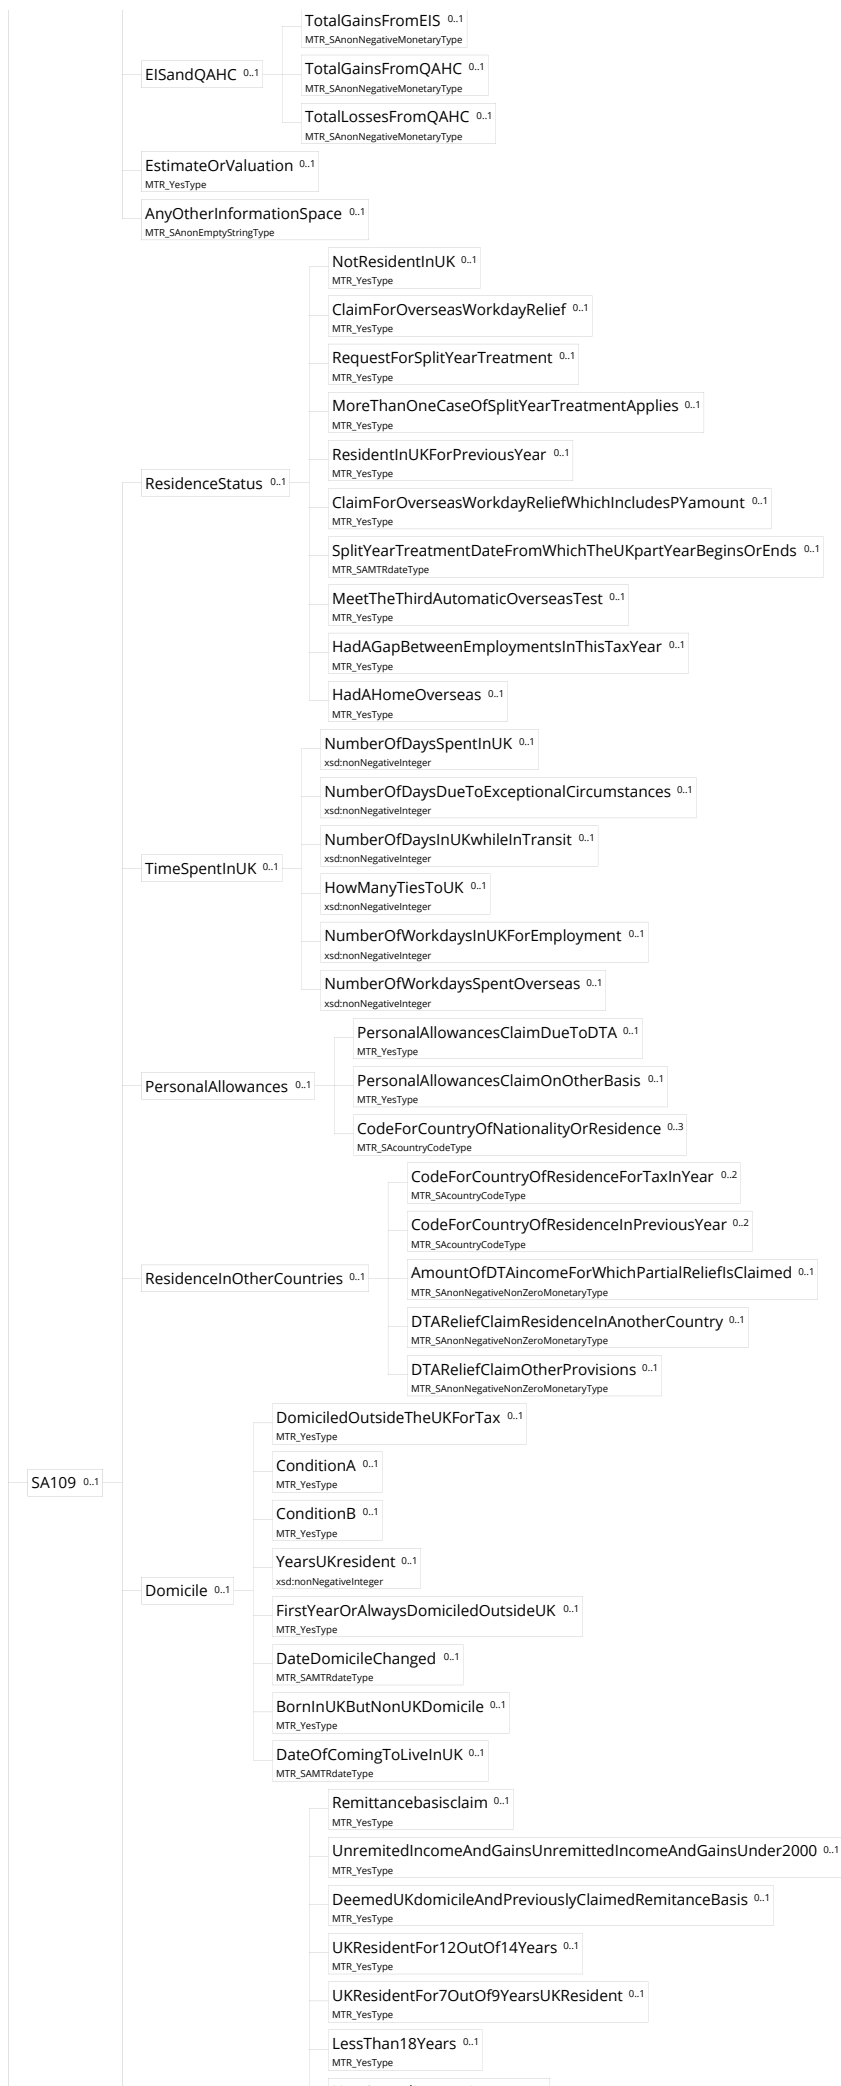 TotalGainsFromEIS 0..1
MTR_SAnonNegativeMonetaryType
EISandQAHC 0..1
TotalGainsFromQAHC 0..1
MTR_SAnonNegativeMonetaryType
TotalLossesFromQAHC 0..1
MTR_SAnonNegativeMonetaryType
EstimateOrValuation 0..1
MTR_YesType
AnyOtherInformationSpace 0..1
MTR_SAnonEmptyStringType
NotResidentInUK 0..1
MTR_YesType
ClaimForOverseasWorkdayRelief 0..1
MTR_YesType
RequestForSplitYearTreatment 0..1
MTR_YesType
MoreThanOneCaseOfSplitYearTreatmentApplies 0..1
MTR_YesType
ResidentInUKForPreviousYear 0..1
MTR_YesType
ResidenceStatus 0..1
ClaimForOverseasWorkdayReliefWhichIncludesPYamount 0..1
MTR_YesType
SplitYearTreatmentDateFromWhichTheUKpartYearBeginsOrEnds 0..1
MTR_SAMTRdateType
MeetTheThirdAutomaticOverseasTest 0..1
MTR_YesType
HadAGapBetweenEmploymentsInThisTaxYear 0..1
MTR_YesType
HadAHomeOverseas 0..1
MTR_YesType
NumberOfDaysSpentInUK 0..1
xsd:nonNegativeInteger
NumberOfDaysDueToExceptionalCircumstances 0..1
xsd:nonNegativeInteger
NumberOfDaysInUKwhileInTransit 0..1
xsd:nonNegativeInteger
TimeSpentInUK 0..1
HowManyTiesToUK 0..1
xsd:nonNegativeInteger
NumberOfWorkdaysInUKForEmployment 0..1
xsd:nonNegativeInteger
NumberOfWorkdaysSpentOverseas 0..1
xsd:nonNegativeInteger
PersonalAllowancesClaimDueToDTA 0..1
MTR_YesType
PersonalAllowances 0..1
PersonalAllowancesClaimOnOtherBasis 0..1
MTR_YesType
CodeForCountryOfNationalityOrResidence 0..3
MTR_SAcountryCodeType
CodeForCountryOfResidenceForTaxInYear 0..2
MTR_SAcountryCodeType
CodeForCountryOfResidenceInPreviousYear 0..2
MTR_SAcountryCodeType
ResidenceInOtherCountries 0..1
AmountOfDTAincomeForWhichPartialReliefIsClaimed 0..1
MTR_SAnonNegativeNonZeroMonetaryType
DTAReliefClaimResidenceInAnotherCountry 0..1
MTR_SAnonNegativeNonZeroMonetaryType
DTAReliefClaimOtherProvisions 0..1
MTR_SAnonNegativeNonZeroMonetaryType
DomiciledOutsideTheUKForTax 0..1
MTR_YesType
ConditionA 0..1
MTR_YesType
SA109 0..1
ConditionB 0..1
MTR_YesType
YearsUKresident 0..1
xsd:nonNegativeInteger
Domicile 0..1
FirstYearOrAlwaysDomiciledOutsideUK 0..1
MTR_YesType
DateDomicileChanged 0..1
MTR_SAMTRdateType
BornInUKButNonUKDomicile 0..1
MTR_YesType
DateOfComingToLiveInUK 0..1
MTR_SAMTRdateType
Remittancebasisclaim 0..1
MTR_YesType
UnremitedIncomeAndGainsUnremittedIncomeAndGainsUnder2000 0..1
MTR_YesType
DeemedUKdomicileAndPreviouslyClaimedRemitanceBasis 0..1
MTR_YesType
UKResidentFor12OutOf14Years 0..1
MTR_YesType
UKResidentFor7OutOf9YearsUKResident 0..1
MTR_YesType
LessThan18Years 0..1
MTR_YesType